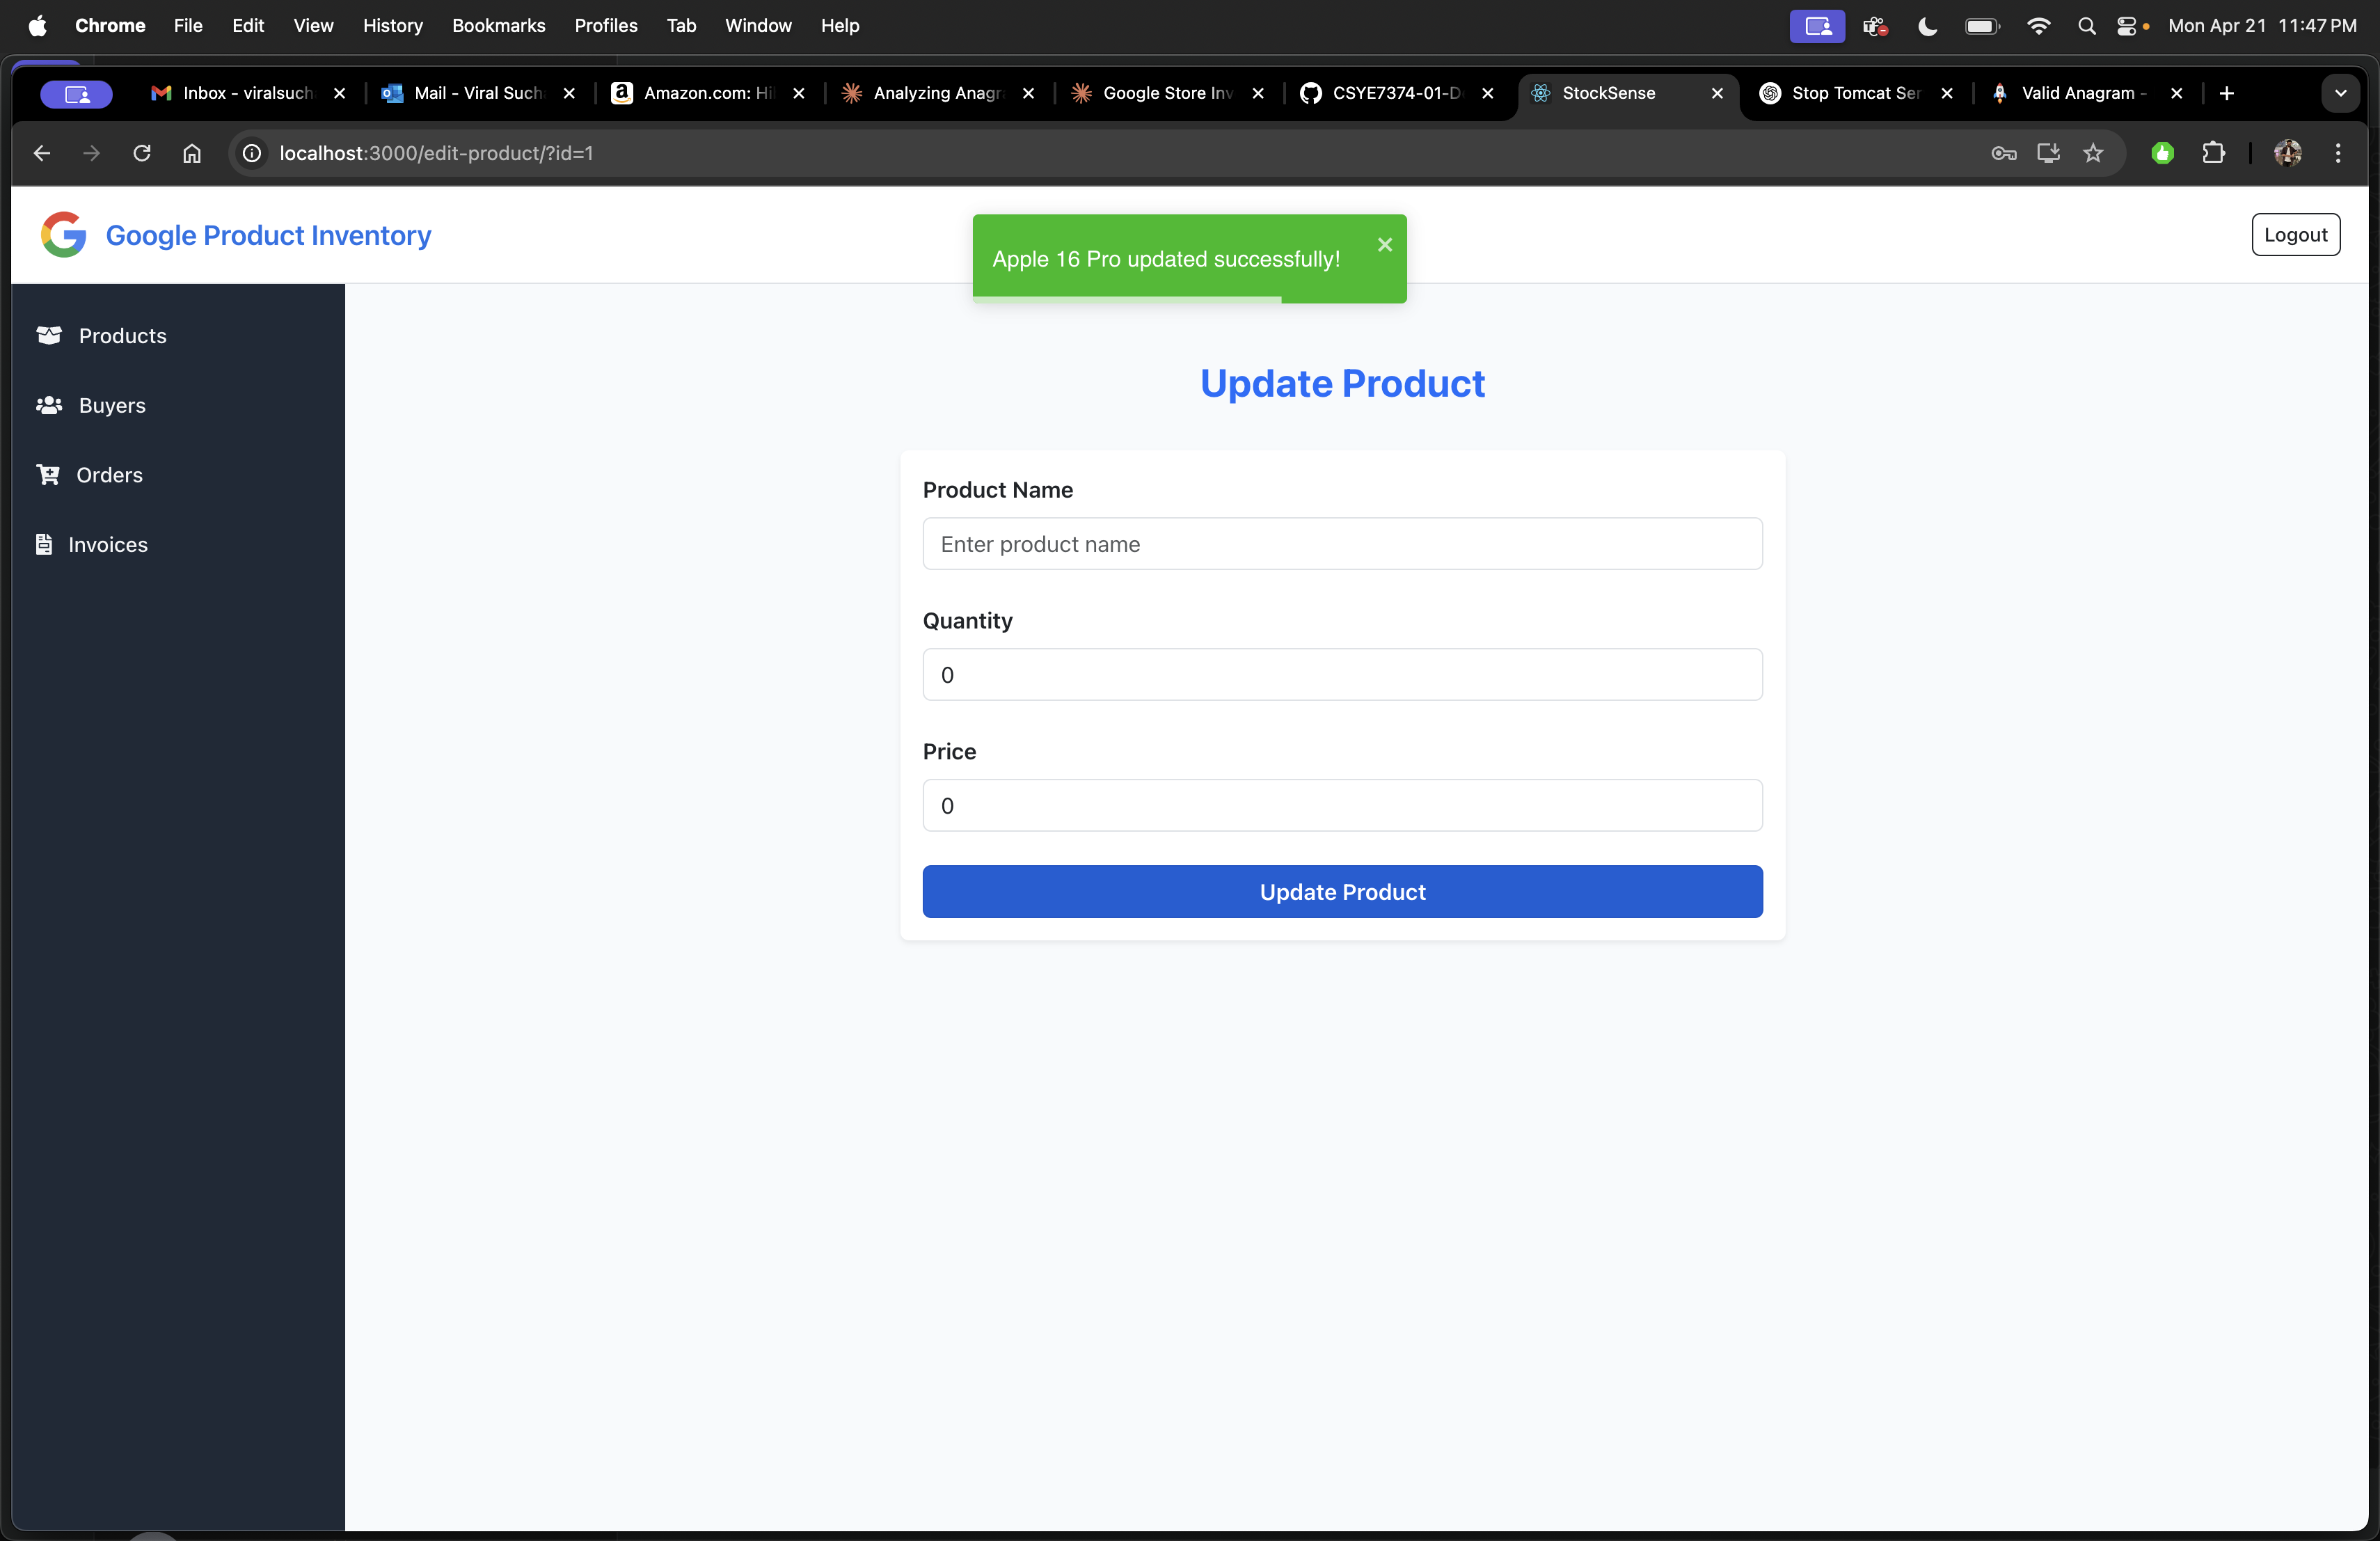 Chrome File Edit View History Bookmarks Profiles Tab Window Help Mon Apr 21 11:47 PM
Inbox - viralsuch Mail - Viral Such Amazon.com: Hi Analyzing Anagr Google Store Inv CSYE7374-01-D StockSense Stop Tomcat Ser Valid Anagram -
localhost:3000/edit-product/?id=1
Google Product Inventory
Apple 16 Pro updated successfully!
Logout
Products
Buyers
Orders
Invoices
Update Product
Product Name
Enter product name
Quantity
0
Price
0
Update Product